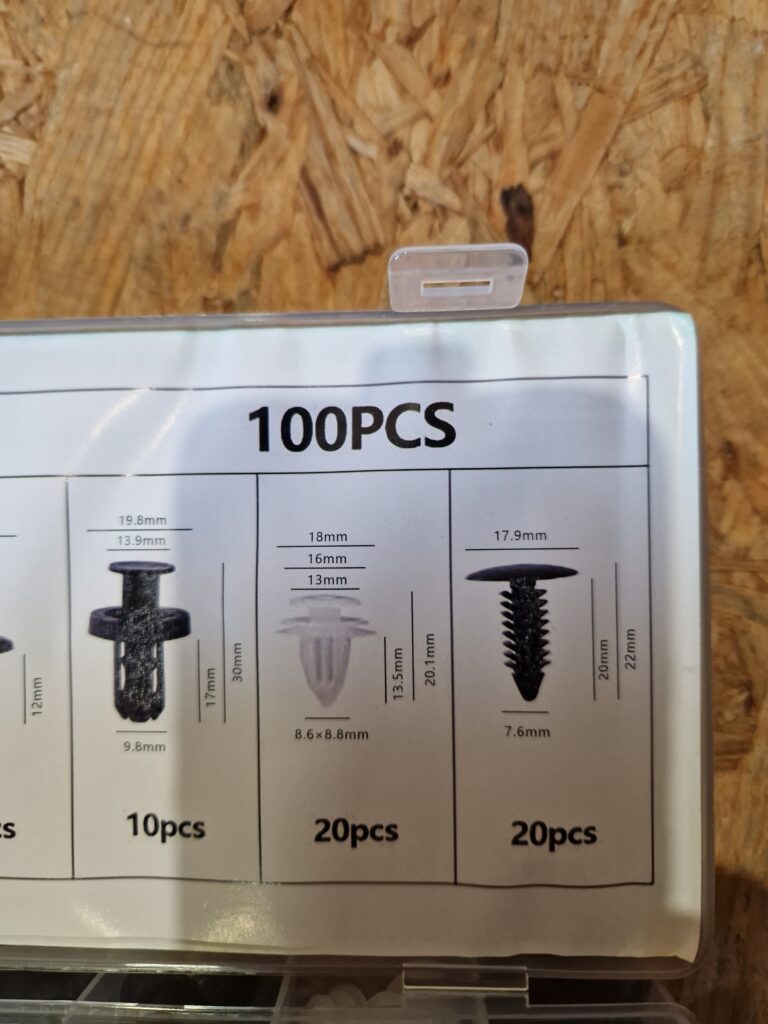 100PCS
12mm
19.8mm
13.9mm
17mm
30mm
9.8mm
10pcs
18mm
16mm
13mm
13.5mm
20.1mm
8.6×8.8mm
20pcs
17.9mm
20mm
22mm
7.6mm
20pcs